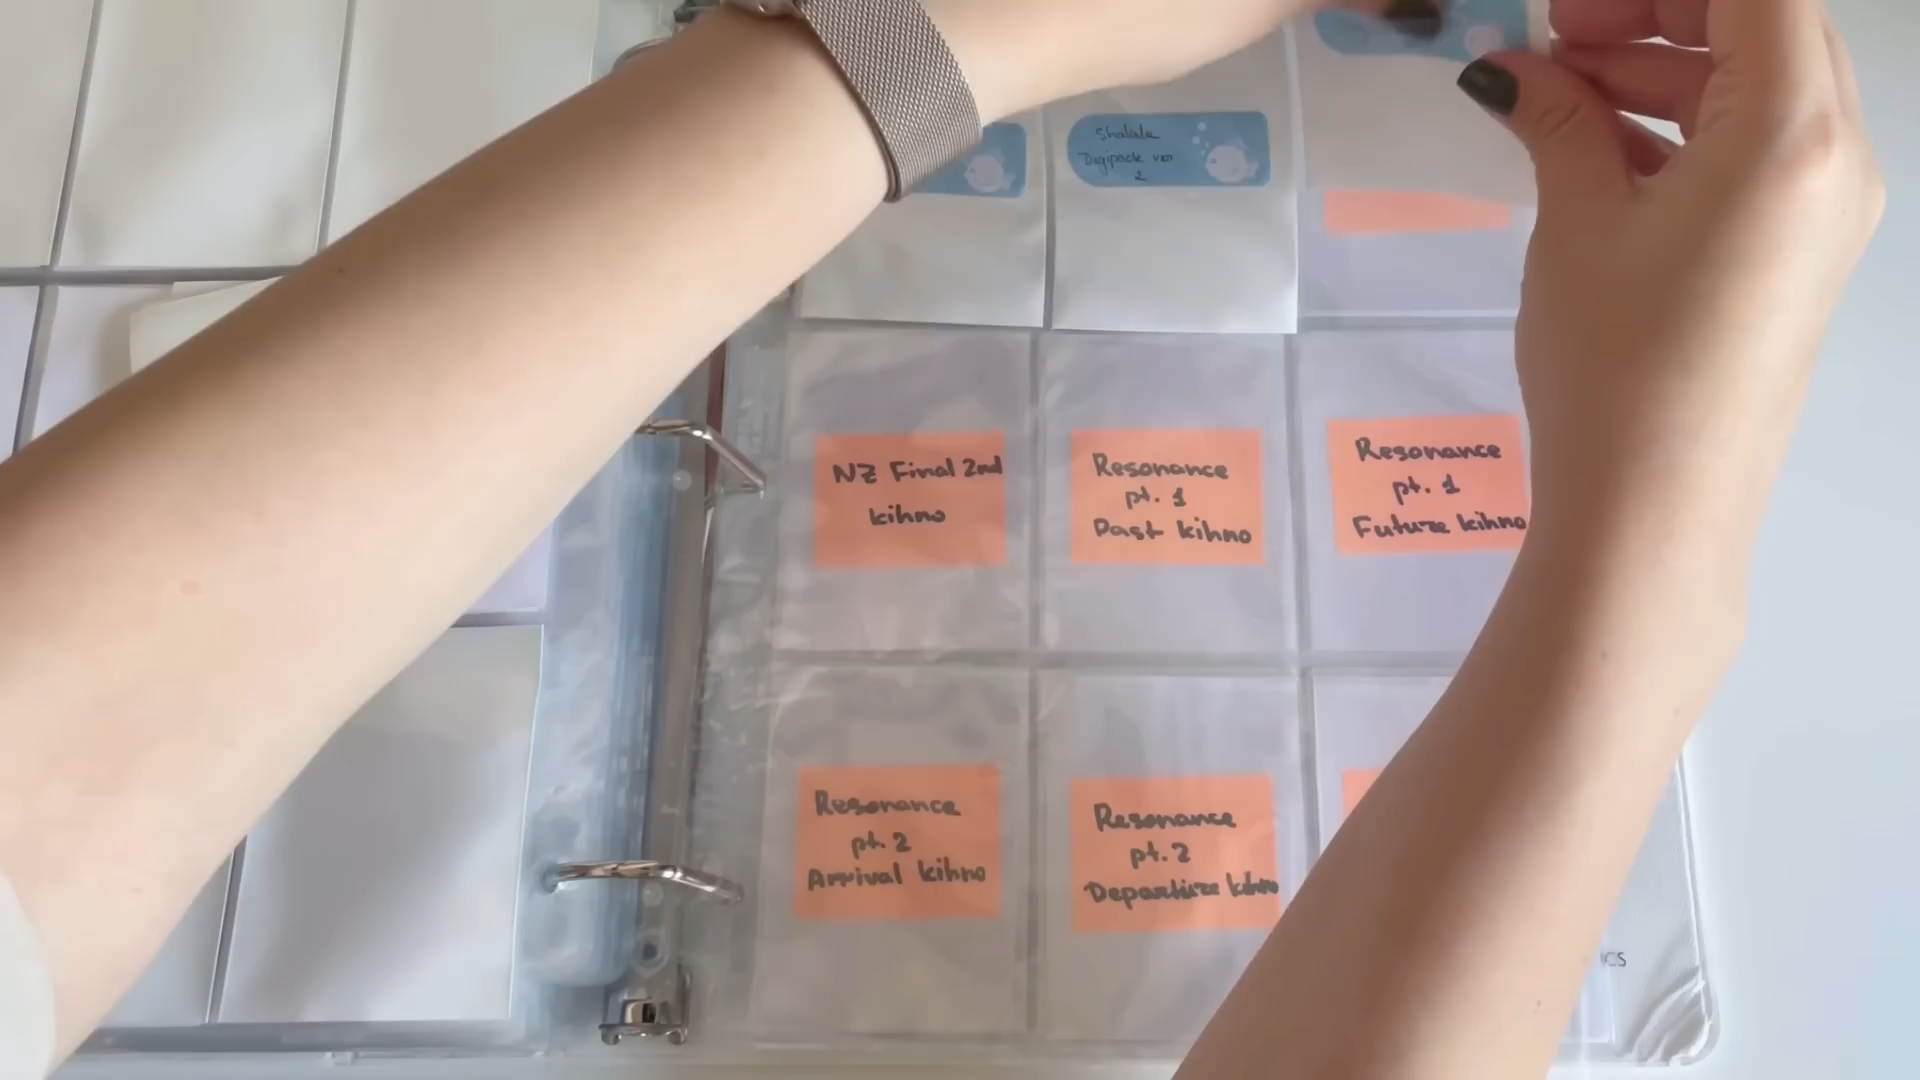 Shalala
Digipack ver
2
NZ Final 2nd
kihno
Resonance
pt. 1
Past kihno
Resonance
pt. 1
Future kihno
Resonance
pt. 2
Arrival kihno
Resonance
pt. 2
Departure kihno
ICS